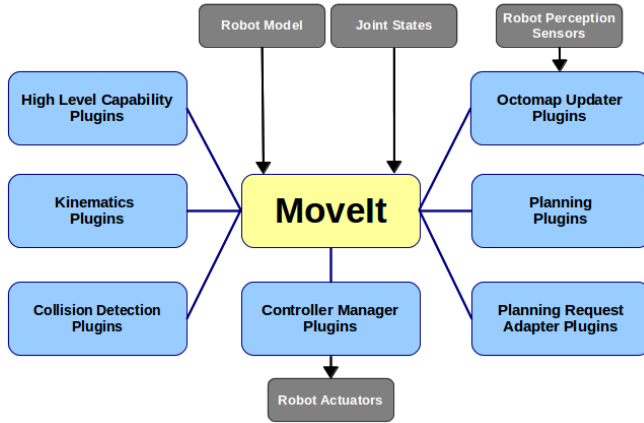 Robot Model
Joint States
Robot Perception
Sensors
High Level Capability
Plugins
Octomap Updater
Plugins
Kinematics
Plugins
MoveIt
Planning
Plugins
Collision Detection
Plugins
Controller Manager
Plugins
Planning Request
Adapter Plugins
Robot Actuators